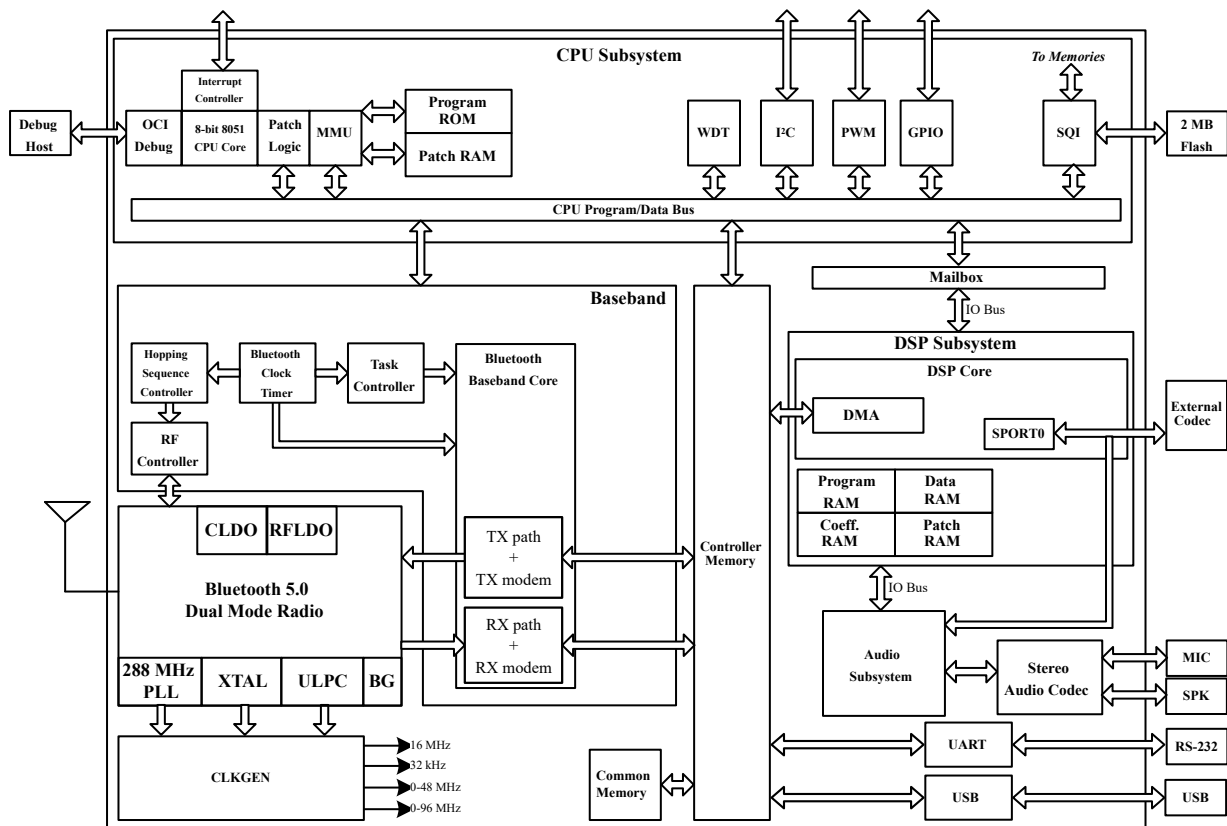 CPU Subsystem
To Memories
Interrupt
Controller
Debug
Host
OCI
Debug
8-bit 8051
CPU Core
Patch
Logic
MMU
Program
ROM
Patch RAM
WDT
I²C
PWM
GPIO
SQI
2 MB
Flash
CPU Program/Data Bus
Mailbox
IO Bus
Baseband
Hopping
Sequence
Controller
Bluetooth
Clock
Timer
Task
Controller
Bluetooth
Baseband Core
RF
Controller
DSP Subsystem
DSP Core
DMA
SPORT0
External
Codec
Program
RAM
Data
RAM
Coeff.
RAM
Patch
RAM
CLDO
RFLDO
Bluetooth 5.0
Dual Mode Radio
TX path
+
TX modem
RX path
+
RX modem
Controller
Memory
IO Bus
Audio
Subsystem
Stereo
Audio Codec
MIC
SPK
288 MHz
PLL
XTAL
ULPC
BG
CLKGEN
16 MHz
32 kHz
0-48 MHz
0-96 MHz
Common
Memory
UART
RS-232
USB
USB